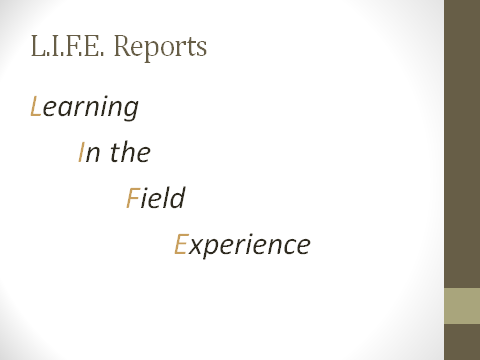 L.I.F.E. Reports
Learning
In the
Field
Experience